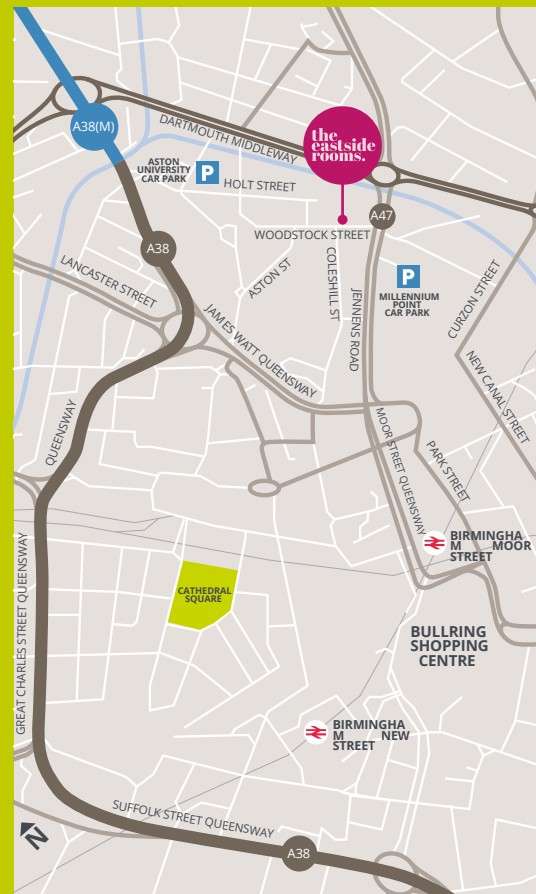 A38(M)
DARTMOUTH MIDDLEWAY
the
eastside
rooms.
ASTON
UNIVERSITY
CAR PARK
P
HOLT STREET
A47
WOODSTOCK STREET
A38
LANCASTER STREET
ASTON ST
COLESHILL ST
JENNENS ROAD
P
MILLENNIUM
POINT
CAR PARK
CURZON STREET
JAMES WATT QUEENSWAY
NEW CANAL STREET
QUEENSWAY
MOOR STREET QUEENSWAY
PARK STREET
BIRMINGHA
M MOOR
STREET
GREAT CHARLES STREET QUEENSWAY
CATHEDRAL
SQUARE
BULLRING
SHOPPING
CENTRE
BIRMINGHA
M NEW
STREET
SUFFOLK STREET QUEENSWAY
A38
N